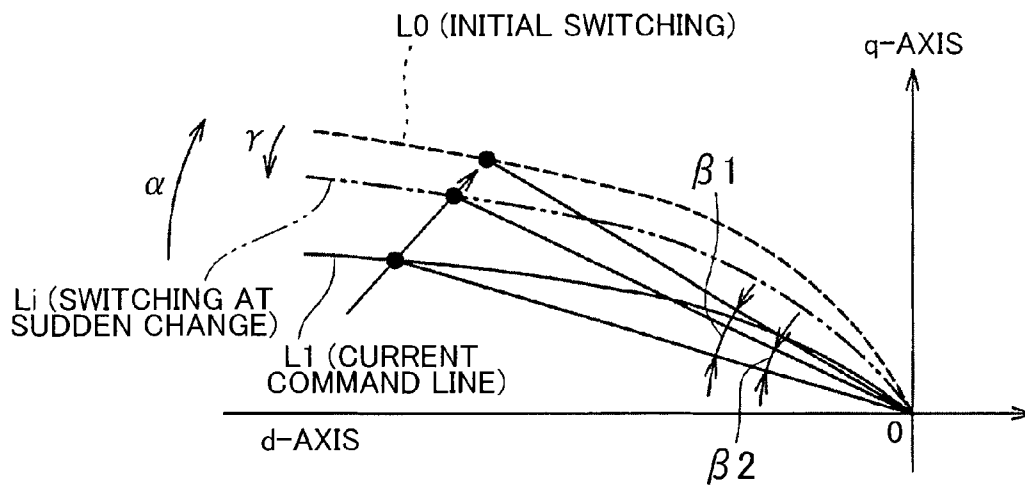 L0 (INITIAL SWITCHING)
q-AXIS
γ
α
β1
Li (SWITCHING AT
SUDDEN CHANGE)
L1 (CURRENT
COMMAND LINE)
d-AXIS
0
β2